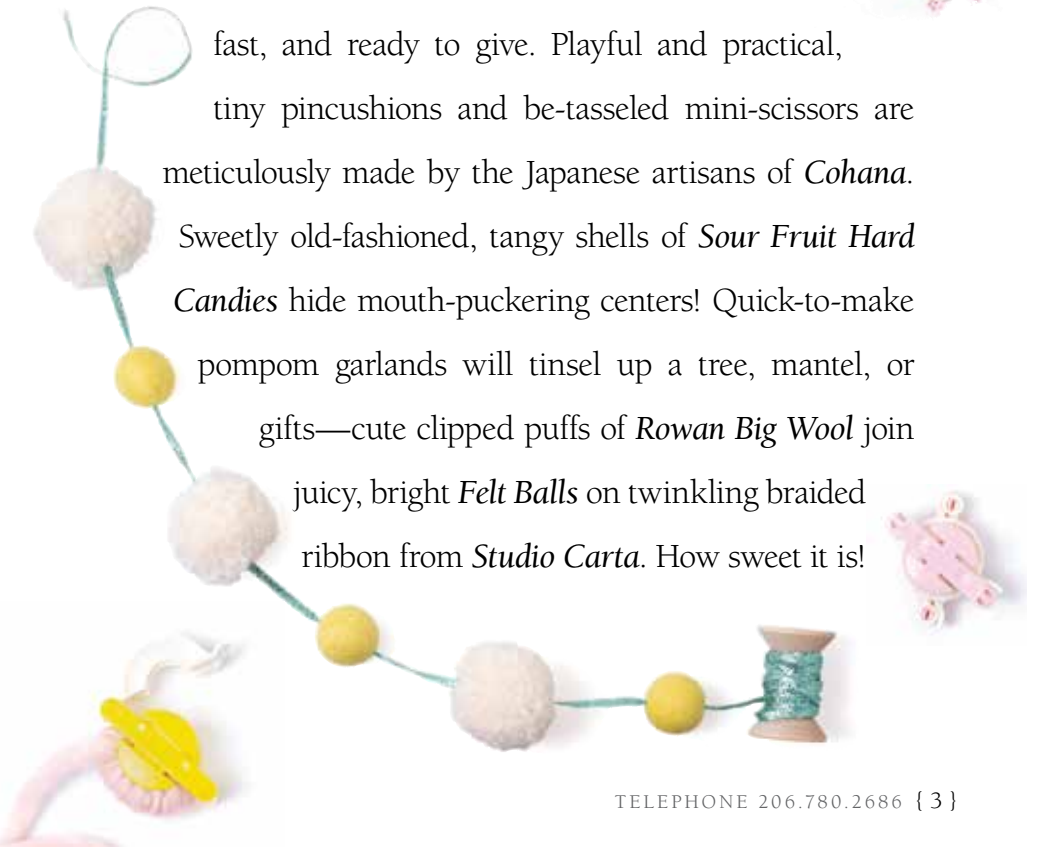 fast, and ready to give. Playful and practical,
tiny pincushions and be-tasseled mini-scissors are
meticulously made by the Japanese artisans of Cohana.
Sweetly old-fashioned, tangy shells of Sour Fruit Hard
Candies hide mouth-puckering centers! Quick-to-make
pompom garlands will tinsel up a tree, mantel, or
gifts—cute clipped puffs of Rowan Big Wool join
juicy, bright Felt Balls on twinkling braided
ribbon from Studio Carta. How sweet it is!
TELEPHONE 206.780.2686 {3}